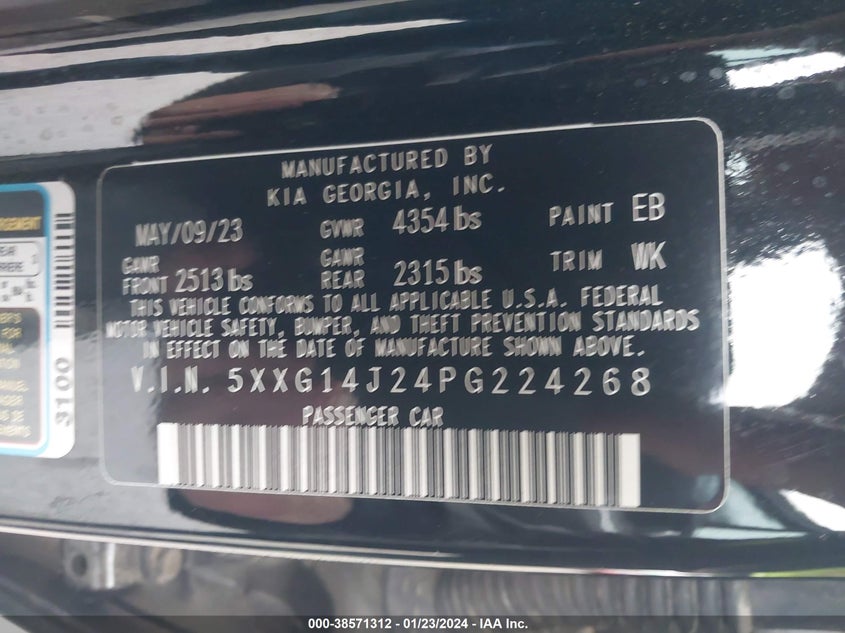 MANUFACTURED BY
KIA GEORGIA, INC.
MAY/09/23 GVWR 4354 lbs PAINT EB
GAWR FRONT 2513 lbs GAWR REAR 2315 lbs TRIM WK
THIS VEHICLE CONFORMS TO ALL APPLICABLE U.S.A. FEDERAL
MOTOR VEHICLE SAFETY, BUMPER, AND THEFT PREVENTION STANDARDS
IN EFFECT ON THE DATE OF MANUFACTURE SHOWN ABOVE.
V.I.N. 5XXG14J24PG224268
PASSENGER CAR
3100
000-38571312 / 01/23/2024 / IAA Inc.